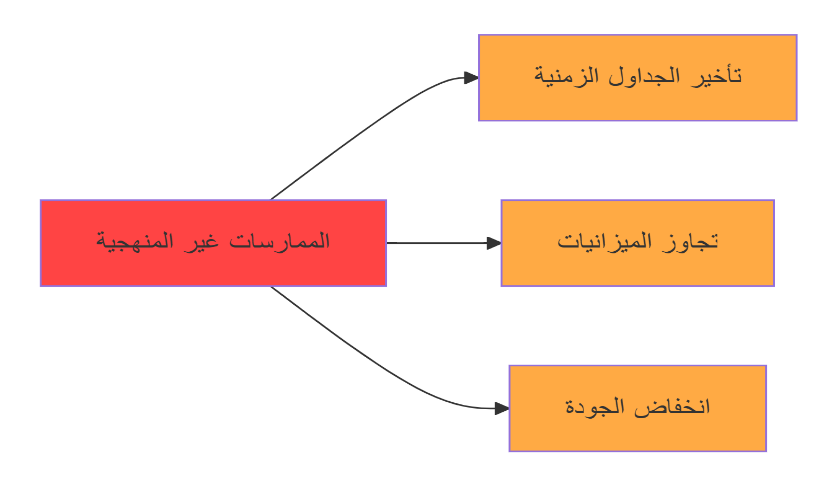 الممارسات غير المنهجية
تأخير الجداول الزمنية
تجاوز الميزانيات
انخفاض الجودة